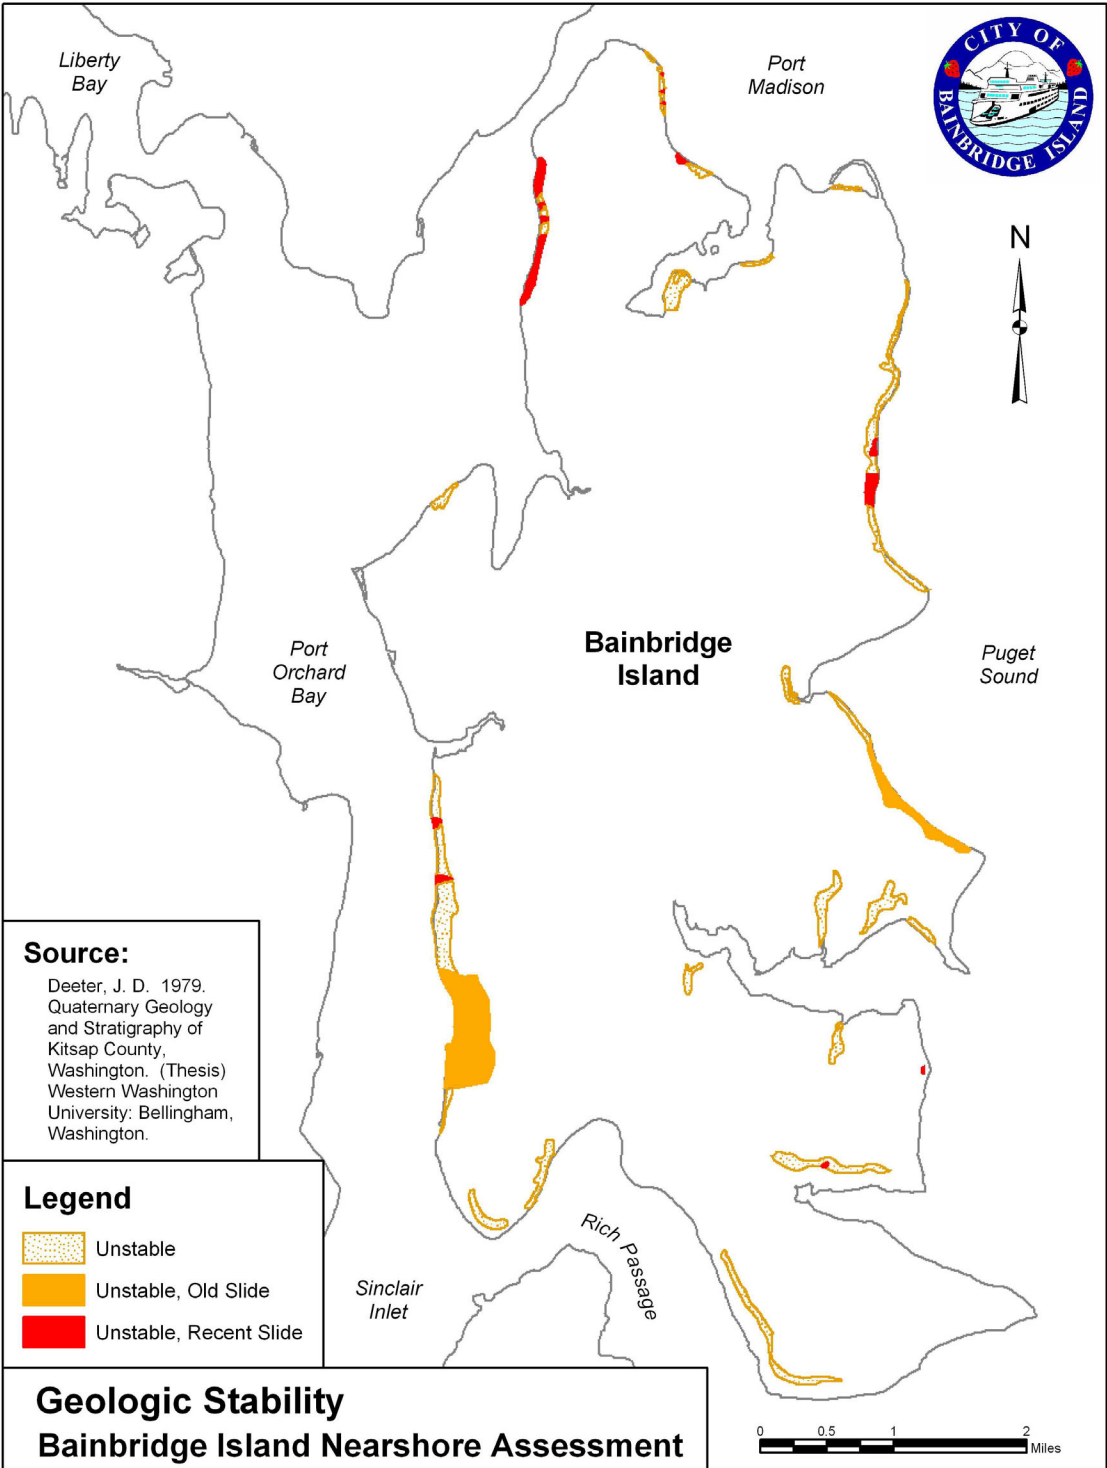 Liberty
Bay
Port
Madison
CITY OF
BAINBRIDGE ISLAND
N
Bainbridge
Island
Port
Orchard
Bay
Puget
Sound
Source:
Deeter, J. D. 1979.
Quaternary Geology
and Stratigraphy of
Kitsap County,
Washington. (Thesis)
Western Washington
University: Bellingham,
Washington.
Legend
Unstable
Unstable, Old Slide
Unstable, Recent Slide
Rich Passage
Sinclair
Inlet
Geologic Stability
Bainbridge Island Nearshore Assessment
0 0.5 1 2
Miles